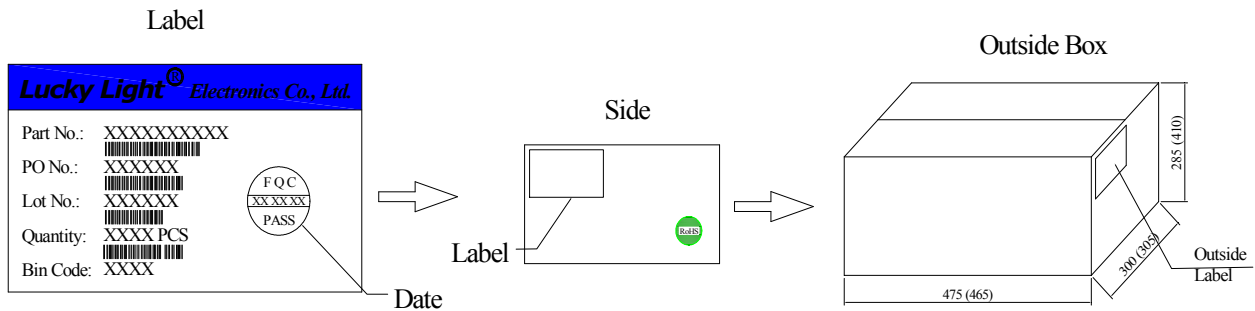 Label
Lucky Light® Electronics Co., Ltd.
Part No.: XXXXXXXXXX
PO No.: XXXXXX
Lot No.: XXXXXX
Quantity: XXXX PCS
Bin Code: XXXX
FQC
XX XX XX
PASS
Date
Side
Label
RoHS
Outside Box
285 (410)
300 (305)
475 (465)
Outside
Label